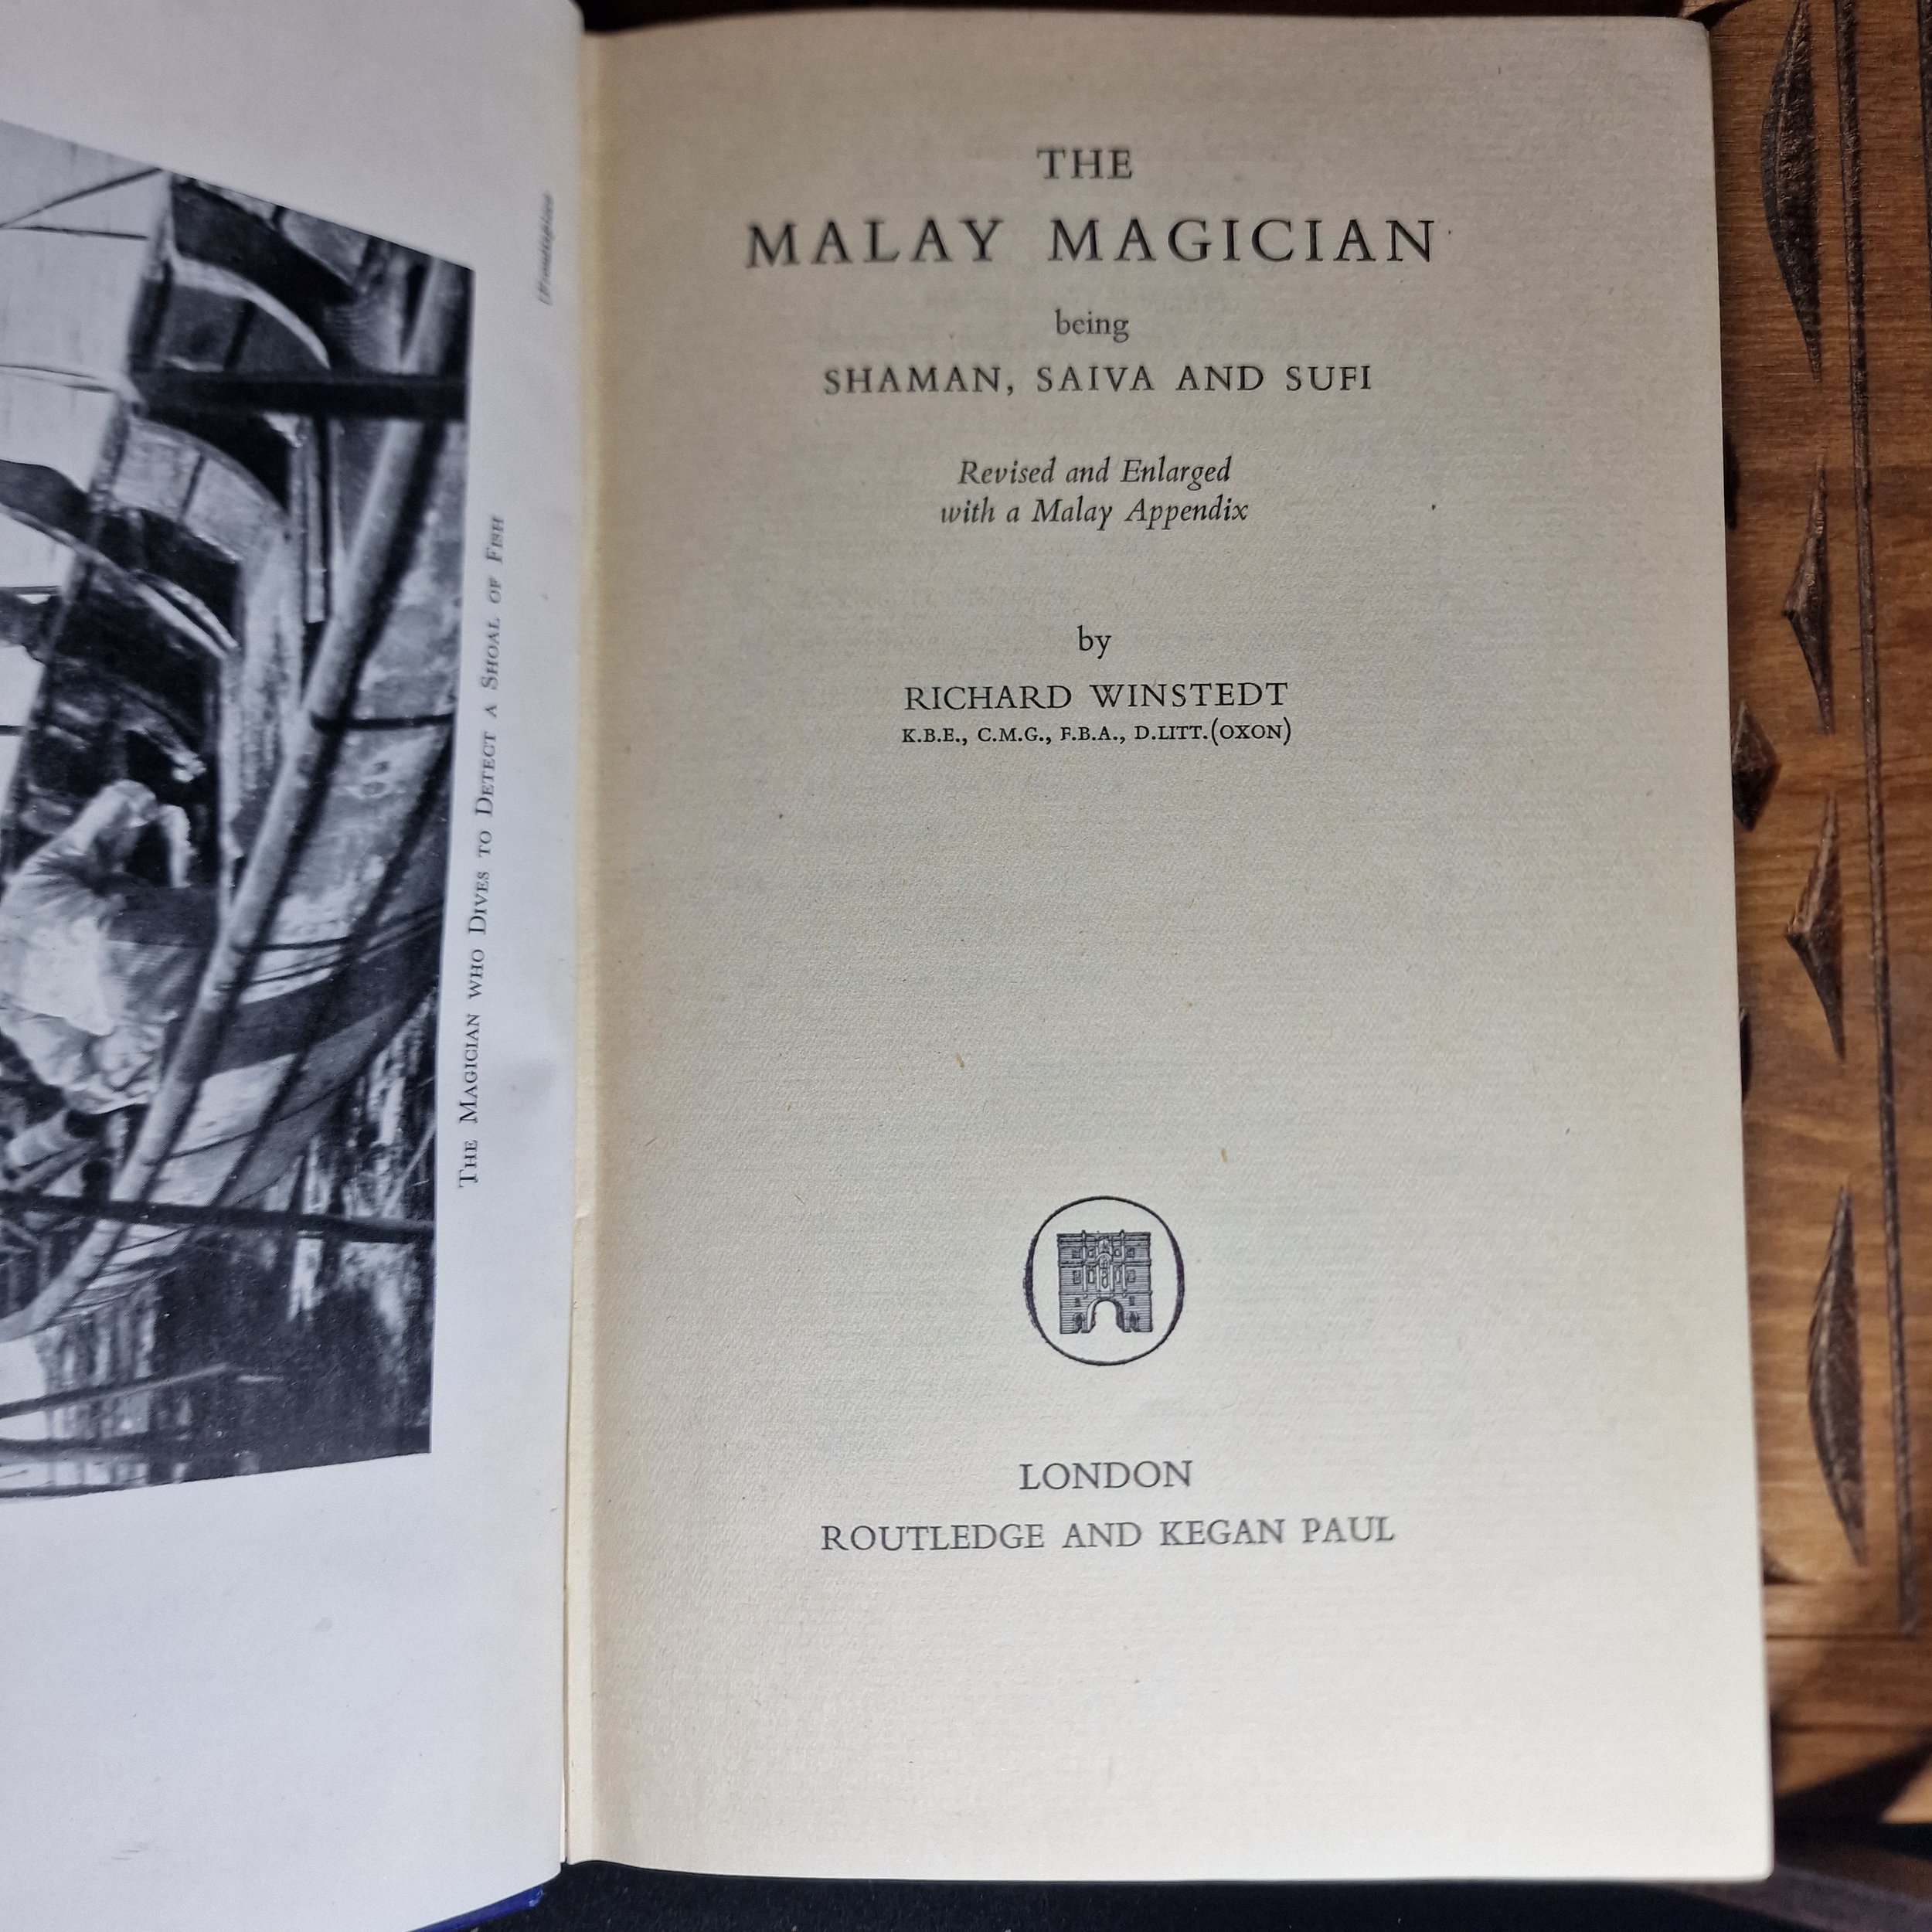 The Magician who Dives to Detect a Shoal of Fish
[Frontispiece
THE
MALAY MAGICIAN
being
SHAMAN, SAIVA AND SUFI
Revised and Enlarged
with a Malay Appendix
by
RICHARD WINSTEDT
K.B.E., C.M.G., F.B.A., D.LITT.(OXON)
LONDON
ROUTLEDGE AND KEGAN PAUL